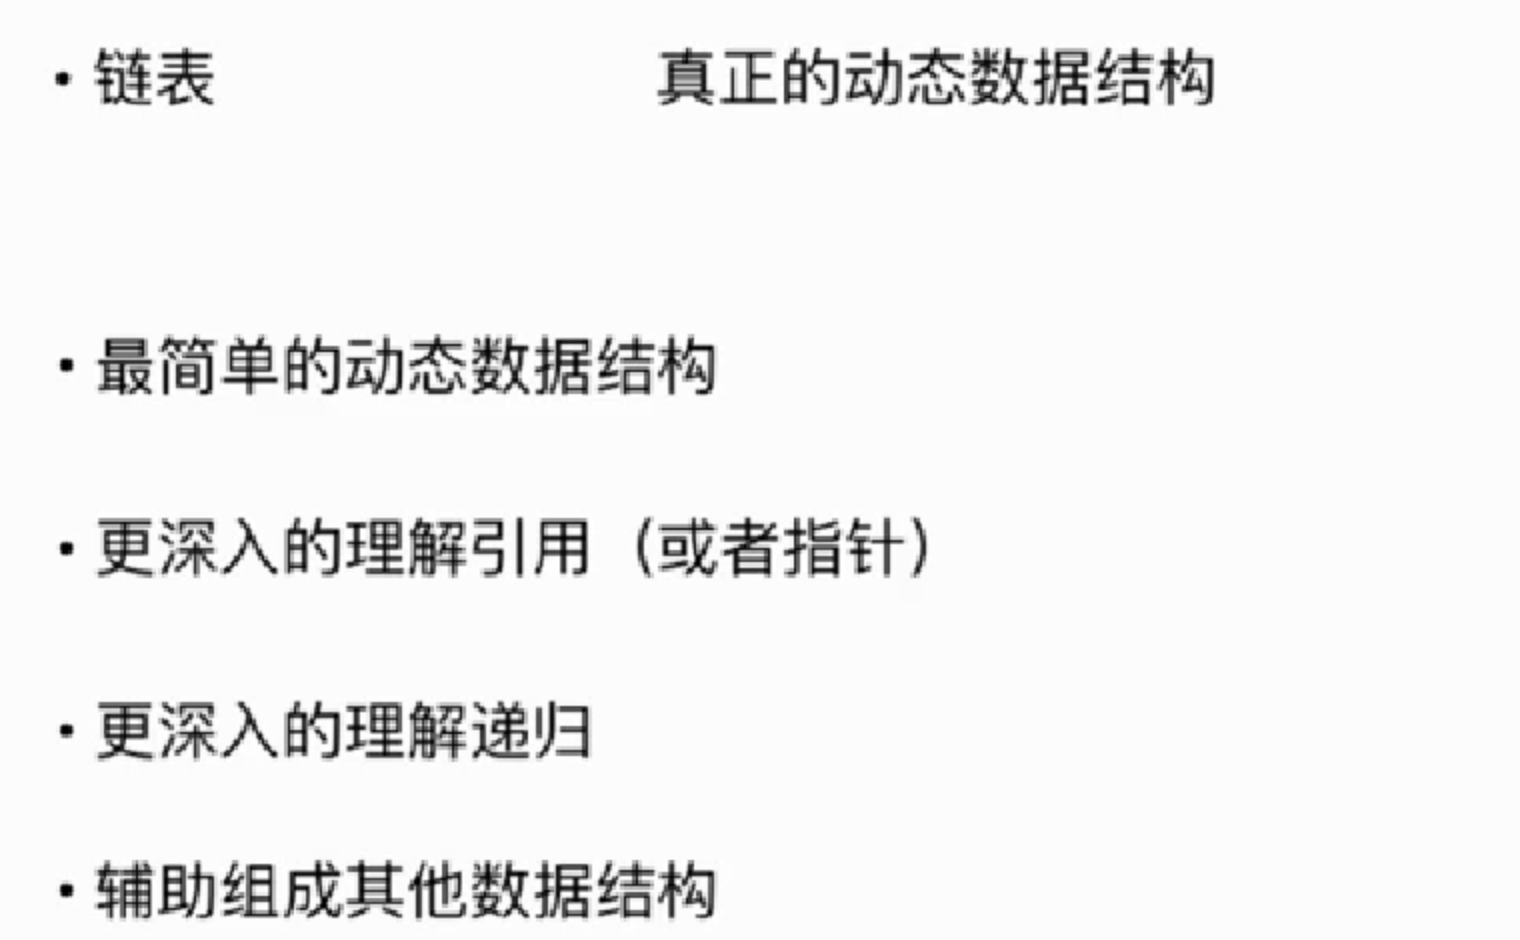 • 链表 真正的动态数据结构
• 最简单的动态数据结构
• 更深入的理解引用（或者指针）
• 更深入的理解递归
• 辅助组成其他数据结构